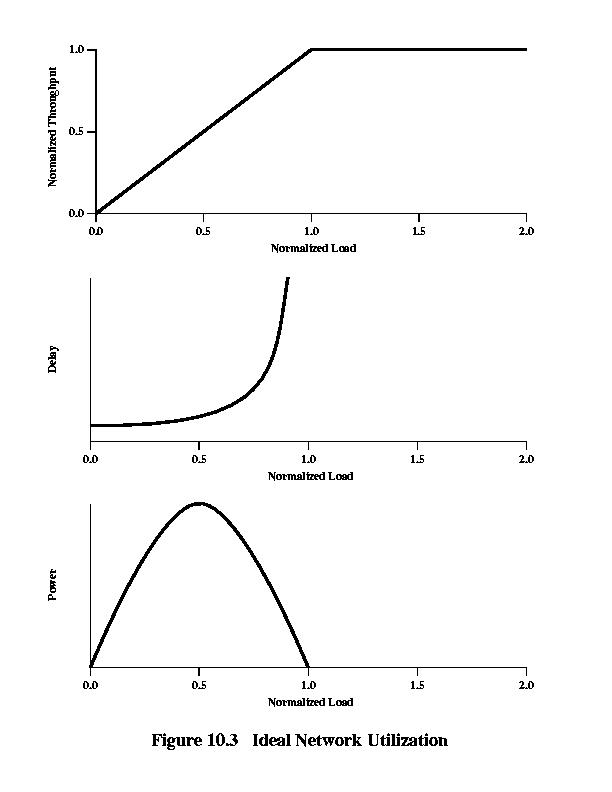 Normalized Throughput
1.0
0.5
0.0
0.0 0.5 1.0 1.5 2.0
Normalized Load
Delay
0.0 0.5 1.0 1.5 2.0
Normalized Load
Power
0.0 0.5 1.0 1.5 2.0
Normalized Load
Figure 10.3 Ideal Network Utilization